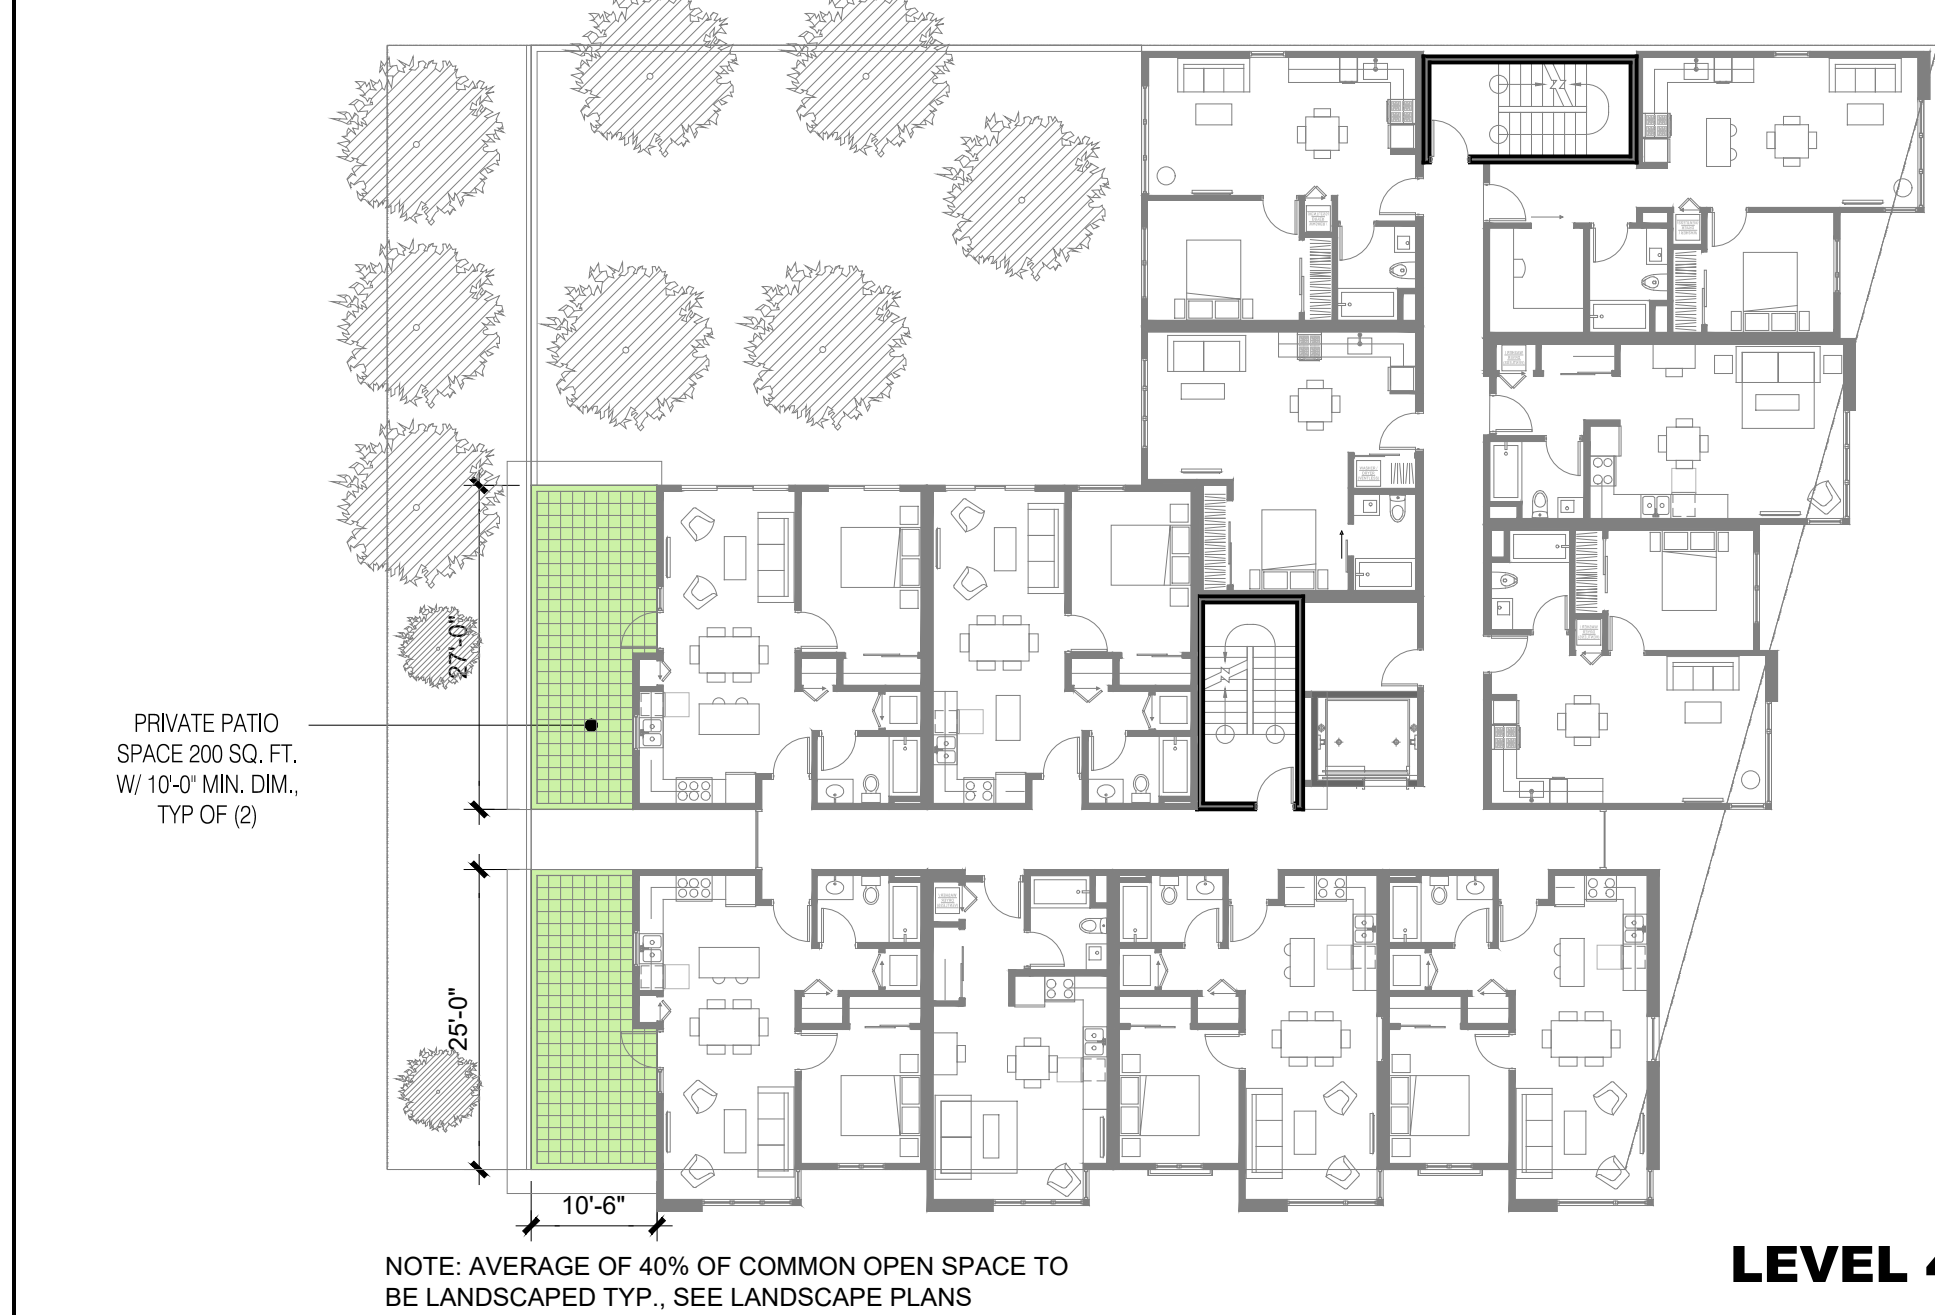 27'-0"
PRIVATE PATIO
SPACE 200 SQ. FT.
W/ 10'-0" MIN. DIM.,
TYP OF (2)
25'-0"
10'-6"
NOTE: AVERAGE OF 40% OF COMMON OPEN SPACE TO
BE LANDSCAPED TYP., SEE LANDSCAPE PLANS
LEVEL 4